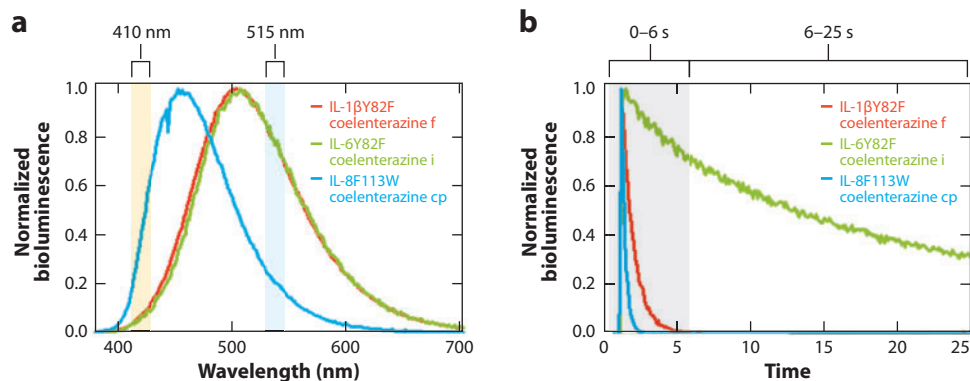 a
410 nm
515 nm
Normalized
bioluminescence
1.0
0.8
0.6
0.4
0.2
0.0
IL-1βY82F
coelenterazine f
IL-6Y82F
coelenterazine i
IL-8F113W
coelenterazine cp
400
500
600
700
Wavelength (nm)
b
0–6 s
6–25 s
Normalized
bioluminescence
1.0
0.8
0.6
0.4
0.2
0.0
IL-1βY82F
coelenterazine f
IL-6Y82F
coelenterazine i
IL-8F113W
coelenterazine cp
0
5
10
15
20
25
Time